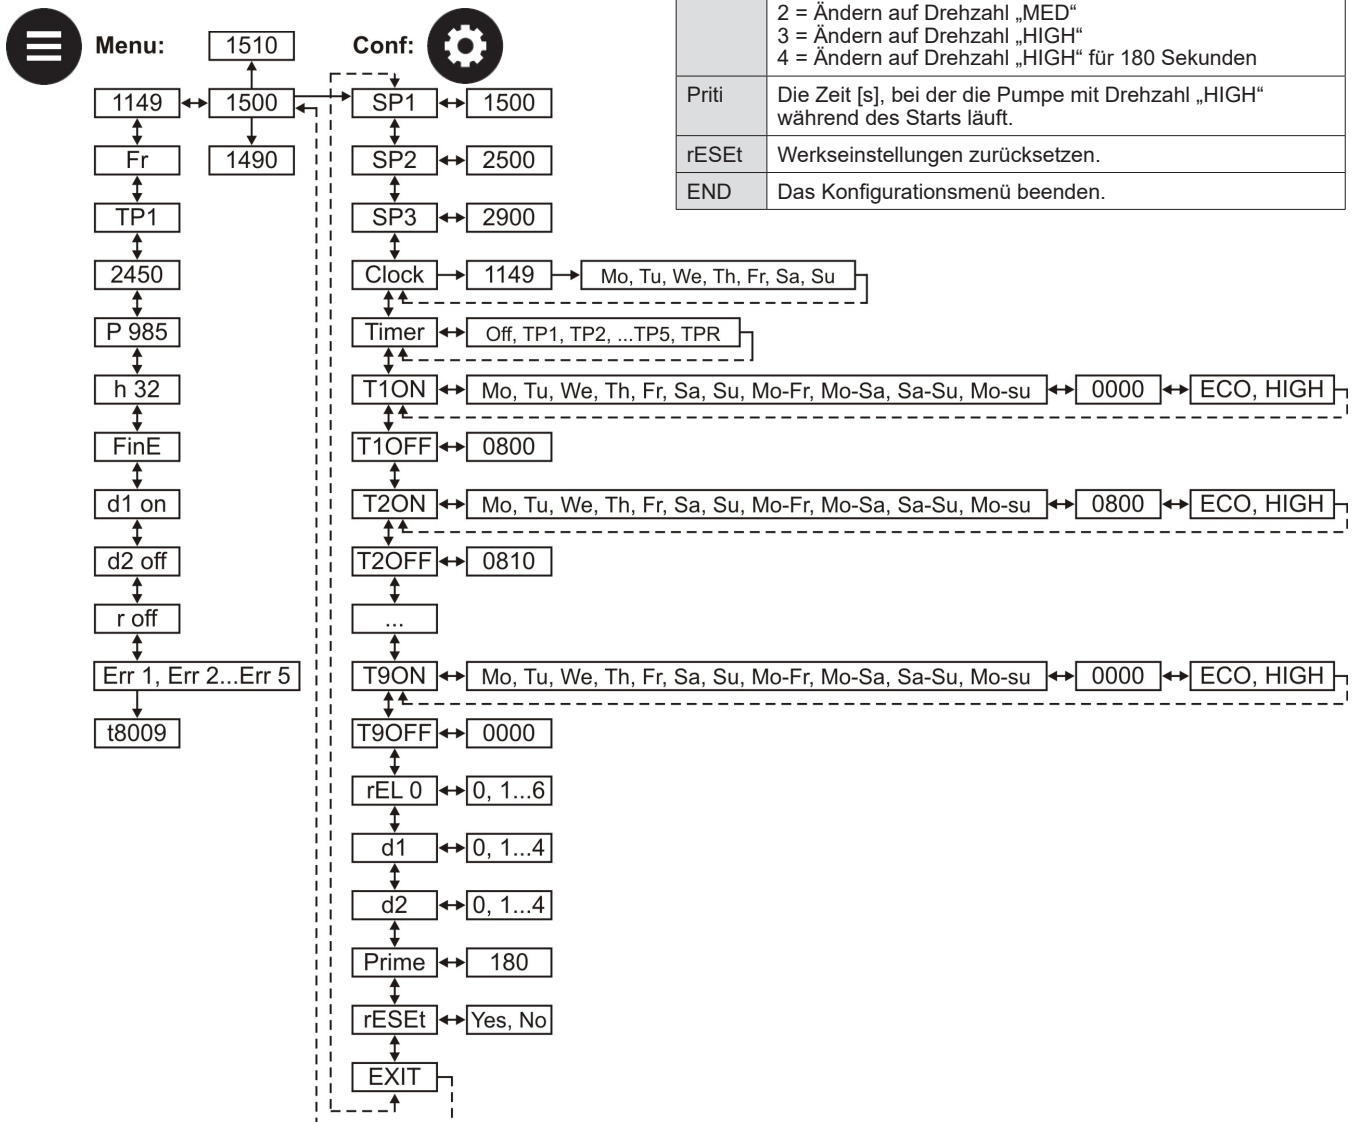 2 = Ändern auf Drehzahl „MED“
3 = Ändern auf Drehzahl „HIGH“
4 = Ändern auf Drehzahl „HIGH“ für 180 Sekunden
Priti Die Zeit [s], bei der die Pumpe mit Drehzahl „HIGH“
während des Starts läuft.
rESEt Werkseinstellungen zurücksetzen.
END Das Konfigurationsmenü beenden.
Menu:
1510
1149 1500
Fr 1490
TP1
2450
P 985
h 32
FinE
d1 on
d2 off
r off
Err 1, Err 2...Err 5
t8009
Conf:
SP1 1500
SP2 2500
SP3 2900
Clock 1149 Mo, Tu, We, Th, Fr, Sa, Su
Timer Off, TP1, TP2, ...TP5, TPR
T1ON Mo, Tu, We, Th, Fr, Sa, Su, Mo-Fr, Mo-Sa, Sa-Su, Mo-su 0000 ECO, HIGH
T1OFF 0800
T2ON Mo, Tu, We, Th, Fr, Sa, Su, Mo-Fr, Mo-Sa, Sa-Su, Mo-su 0800 ECO, HIGH
T2OFF 0810
...
T9ON Mo, Tu, We, Th, Fr, Sa, Su, Mo-Fr, Mo-Sa, Sa-Su, Mo-su 0000 ECO, HIGH
T9OFF 0000
rEL 0 0, 1...6
d1 0, 1...4
d2 0, 1...4
Prime 180
rESEt Yes, No
EXIT